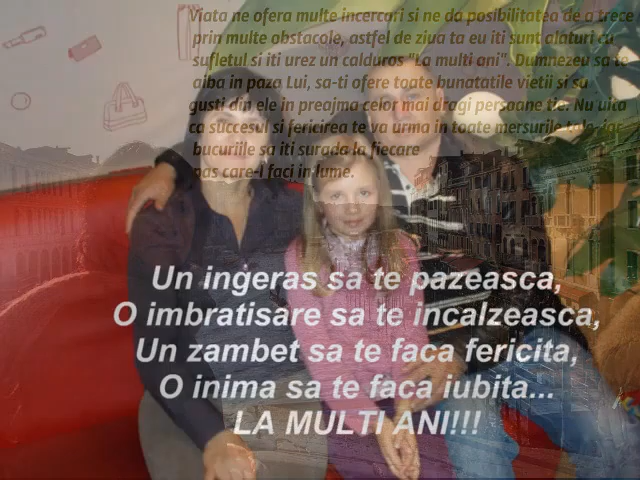 Viata ne ofera multe incercari si ne da posibilitatea de a trece
prin multe obstacole, astfel de ziua ta eu iti sunt alaturi cu
sufletul si iti urez un calduros "La multi ani". Dumnezeu sa te
aiba in paza Lui, sa-ti ofere toate bunatatile vietii si sa
gusti din ele in preajma celor mai dragi persoane tie. Nu uita
ca succesul si fericirea te va urma in toate mersurile tale, iar
bucuriile sa iti surada la fiecare
pas care-l faci in lume.
Un ingeras sa te pazeasca,
O imbratisare sa te incalzeasca,
Un zambet sa te faca fericita,
O inima sa te faca iubita...
LA MULTI ANI!!!